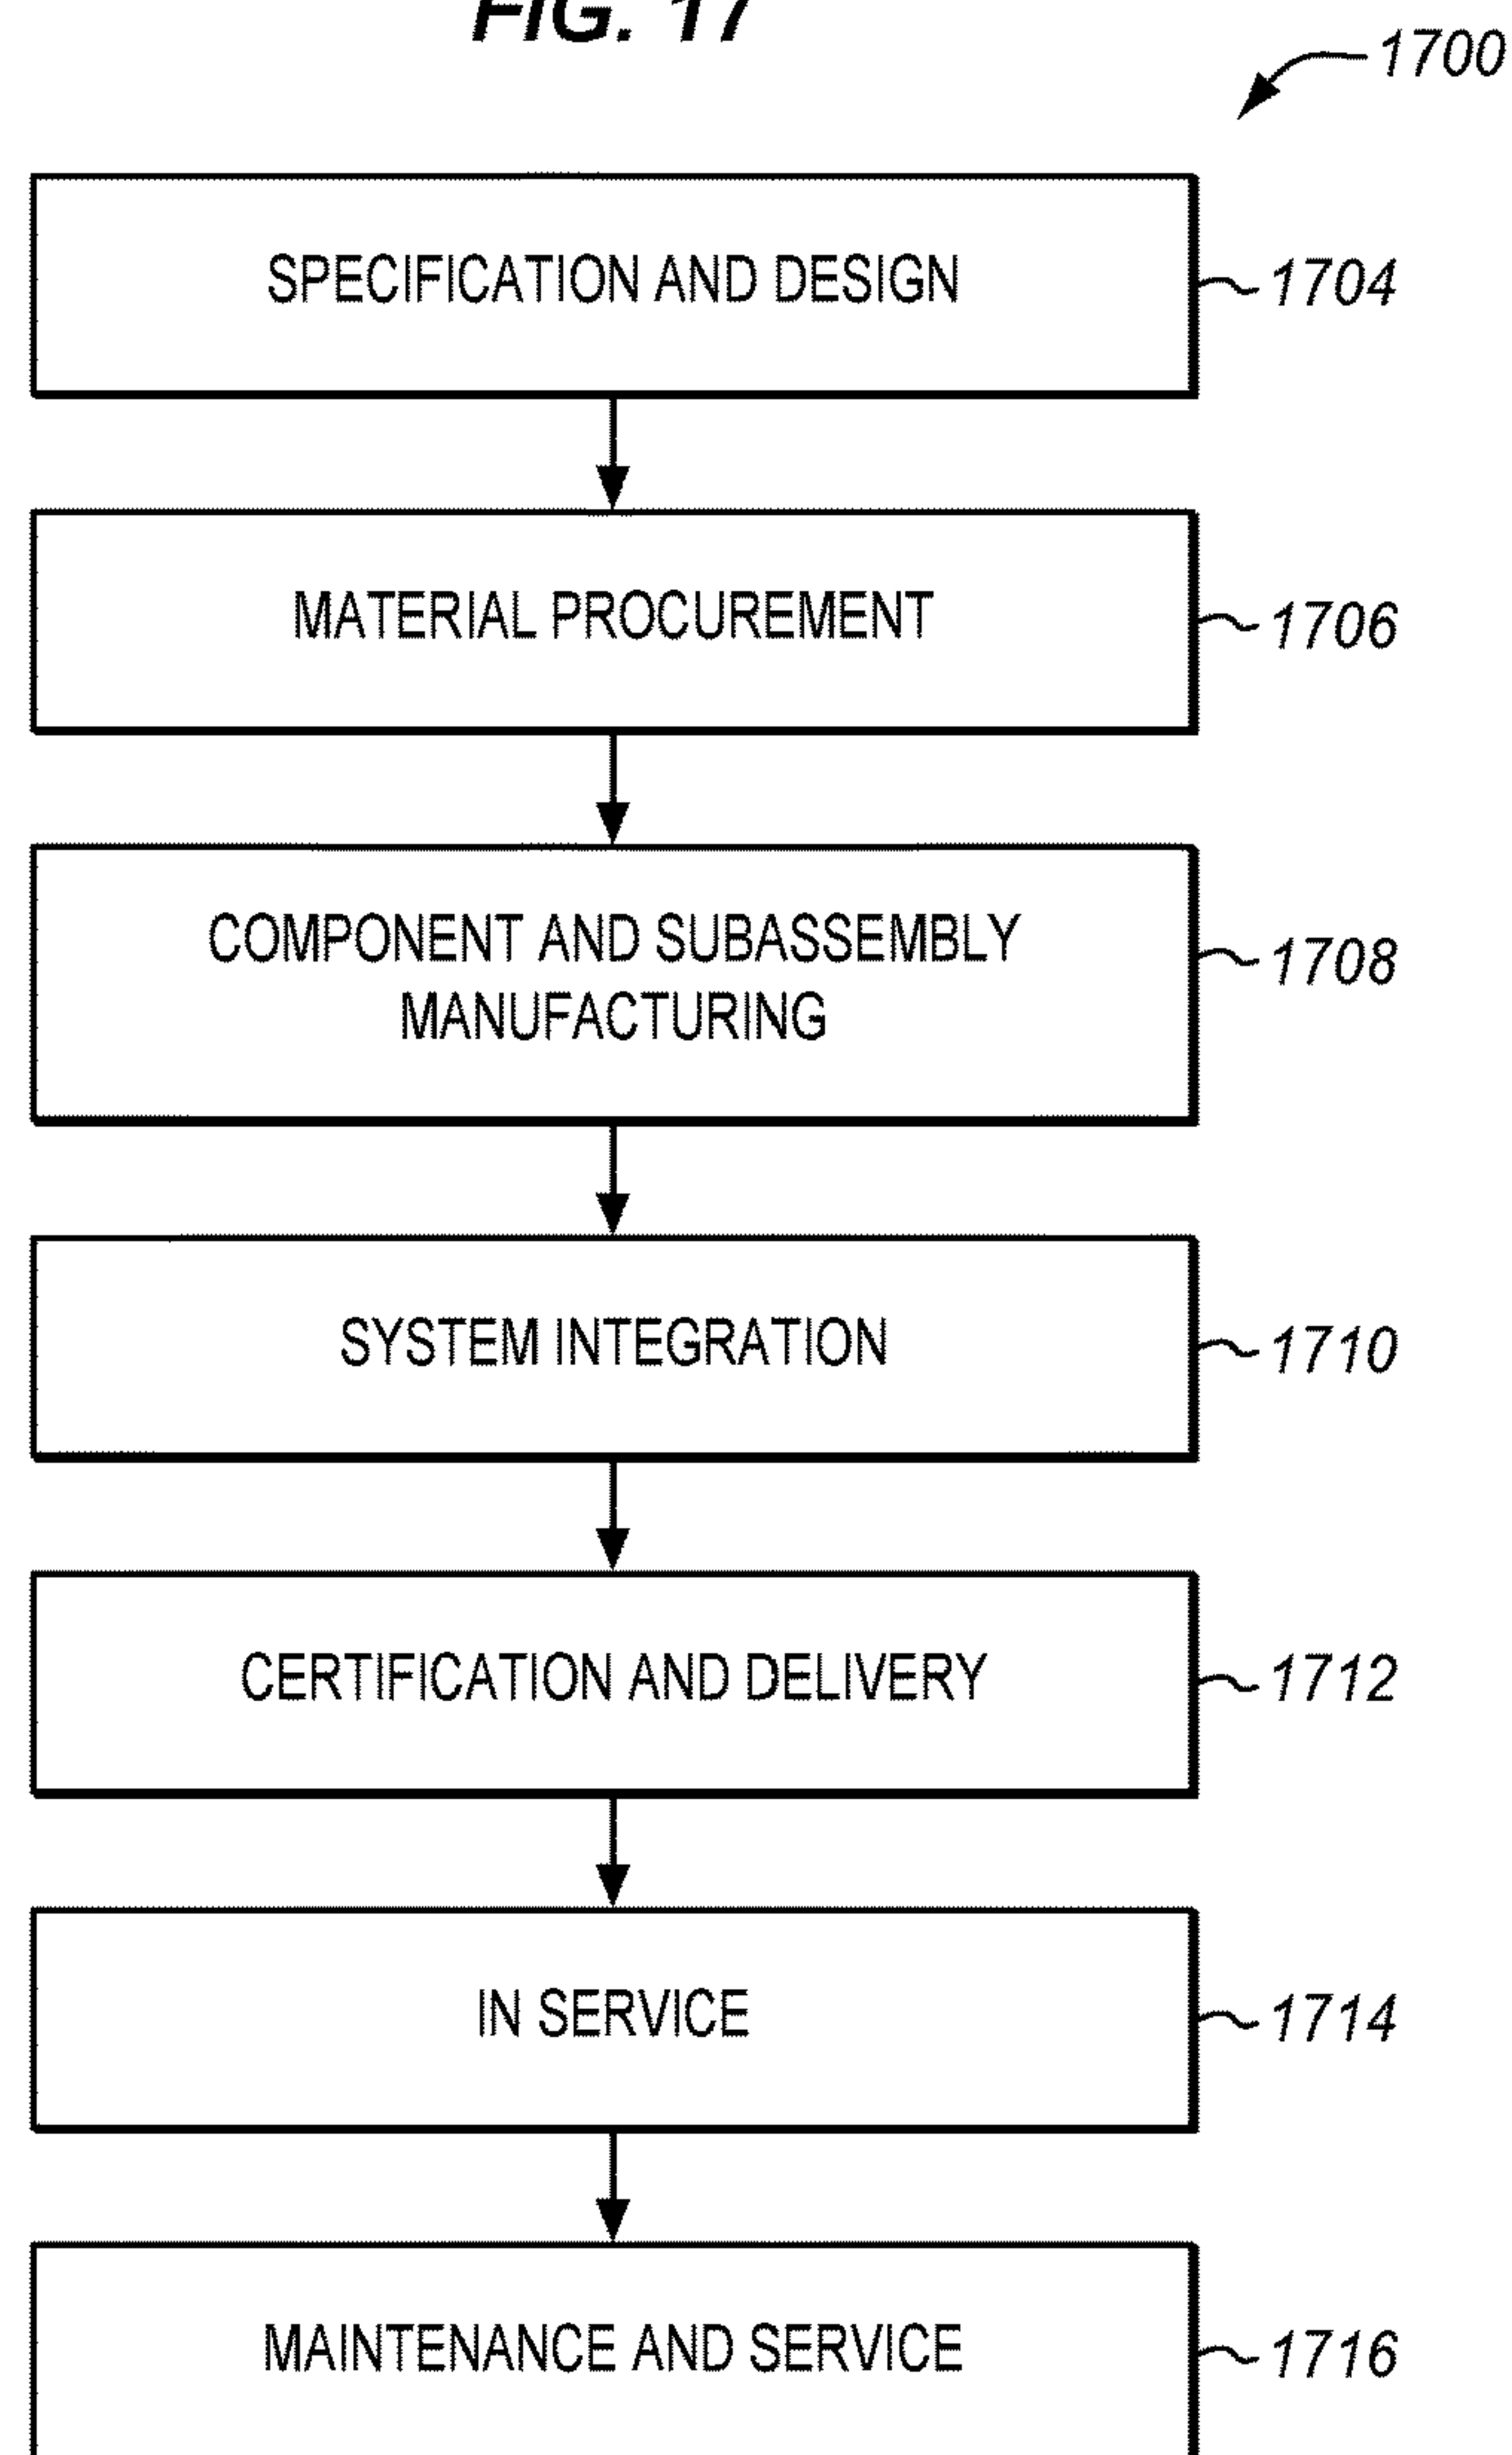 FIG. 17
1700
SPECIFICATION AND DESIGN
1704
MATERIAL PROCUREMENT
1706
COMPONENT AND SUBASSEMBLY
MANUFACTURING
1708
SYSTEM INTEGRATION
1710
CERTIFICATION AND DELIVERY
1712
IN SERVICE
1714
MAINTENANCE AND SERVICE
1716